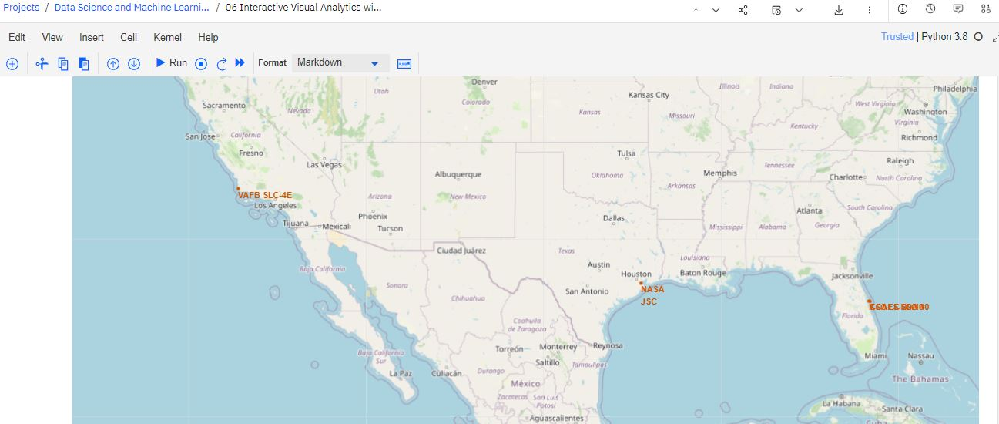 Projects / Data Science and Machine Learni... / 06 Interactive Visual Analytics wi...
Edit View Insert Cell Kernel Help
Trusted | Python 3.8
Run
Format
Markdown
Denver
Utah
Colorado
Nevada
Sacramento
San Jose
California
Fresno
Las Vegas
Kansas City
Kansas
Missouri
Illinois
Indiana
Philadelphia
West Virginia
Washington
Virginia
Kentucky
Richmond
Tulsa
Albuquerque
Oklahoma
Memphis
Tennessee
Raleigh
Charlotte
North Carolina
Arkansas
VAFB SLC-4E
Los Angeles
Arizona
New Mexico
Phoenix
Tucson
Tijuana
Mexicali
Dallas
Atlanta
South Carolina
Mississippi
Alabama
Georgia
Ciudad Juárez
Texas
Louisiana
Austin
Houston
Baton Rouge
Jacksonville
Baja California
Sonora
Chihuahua
San Antonio
NASA
JSC
Florida
Coahuila
de Zaragoza
Torreón
Monterrey
Reynosa
Saltillo
Tamaulipas
Baja California
Sur
La Paz
Culiacán
Durango
México
Zacatecas
San Luis
Potosí
Aguascalientes
Miami
Nassau
The Bahamas
La Habana
Santa Clara